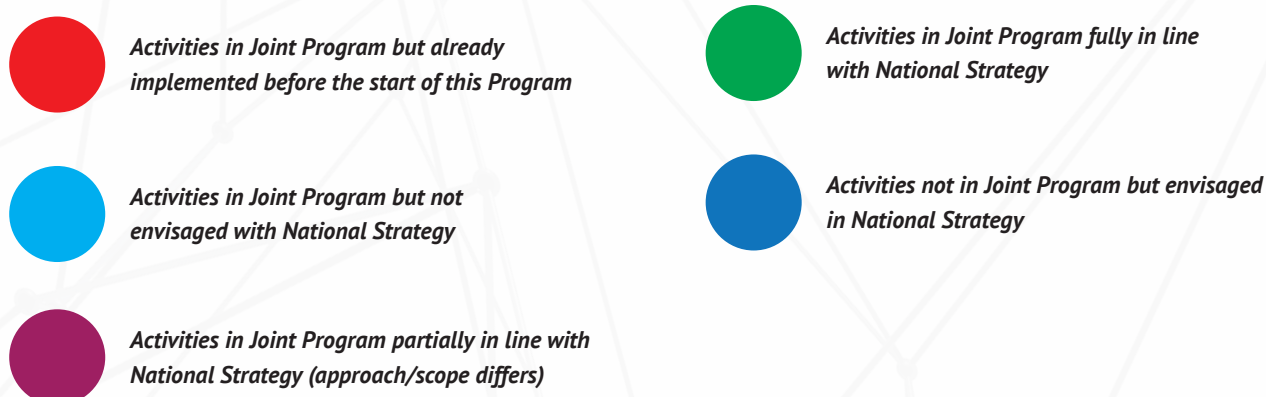 Activities in Joint Program but already
implemented before the start of this Program
Activities in Joint Program but not
envisaged with National Strategy
Activities in Joint Program partially in line with
National Strategy (approach/scope differs)
Activities in Joint Program fully in line
with National Strategy
Activities not in Joint Program but envisaged
in National Strategy